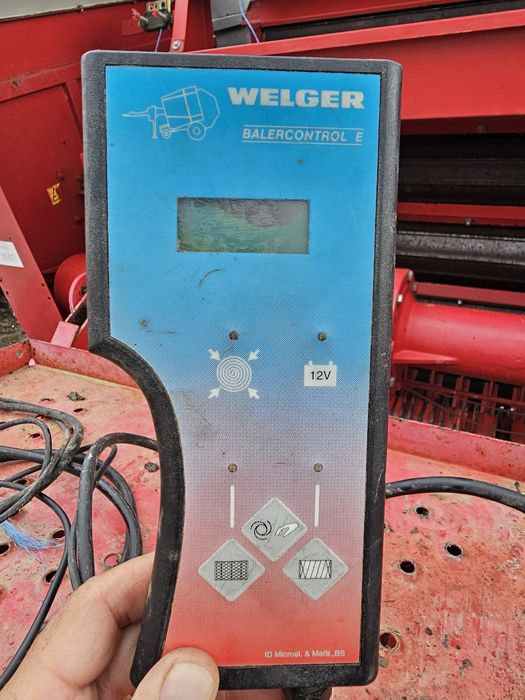 WELGER
BALERCONTROL E
12V
ID Microel. & Meßt.,BS